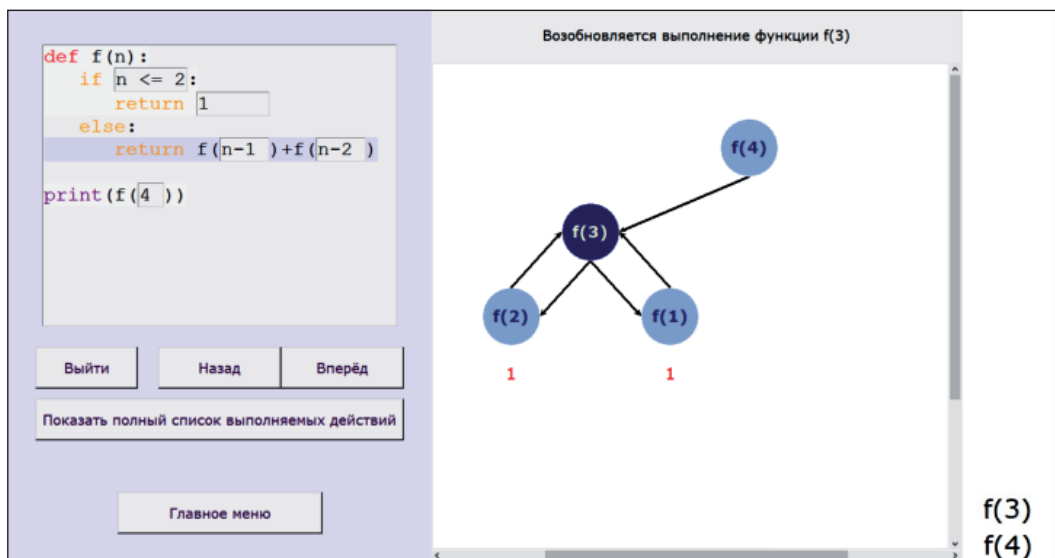 def f(n):
if n <= 2:
return 1
else:
return f(n-1 )+f(n-2 )
print(f(4 ))
Выйти
Назад
Вперёд
Показать полный список выполняемых действий
Главное меню
Возобновляется выполнение функции f(3)
f(4)
f(3)
f(2)
f(1)
1
1
f(3)
f(4)